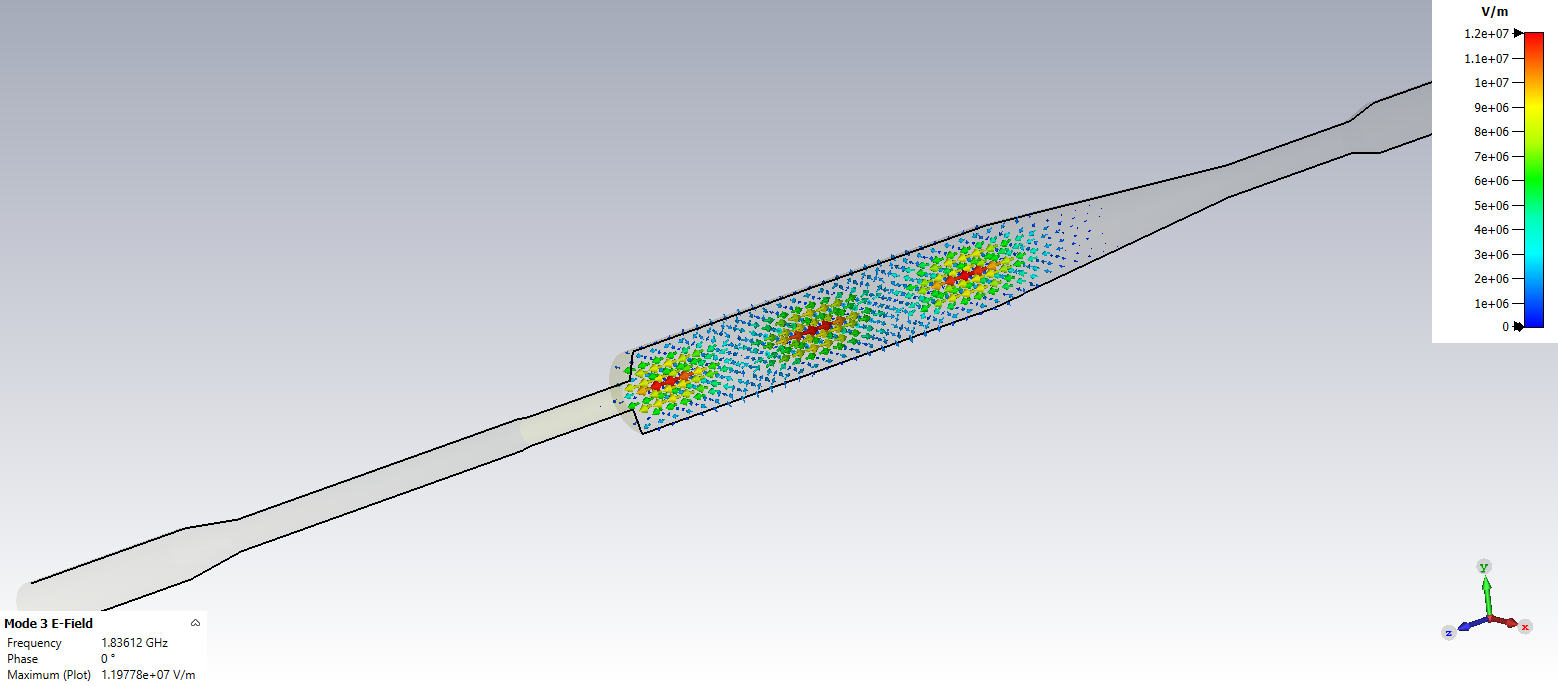 V/m
1.2e+07
1.1e+07
1e+07
9e+06
8e+06
7e+06
6e+06
5e+06
4e+06
3e+06
2e+06
1e+06
0
y
z
x
Mode 3 E-Field
Frequency 1.83612 GHz
Phase 0 °
Maximum (Plot) 1.19778e+07 V/m